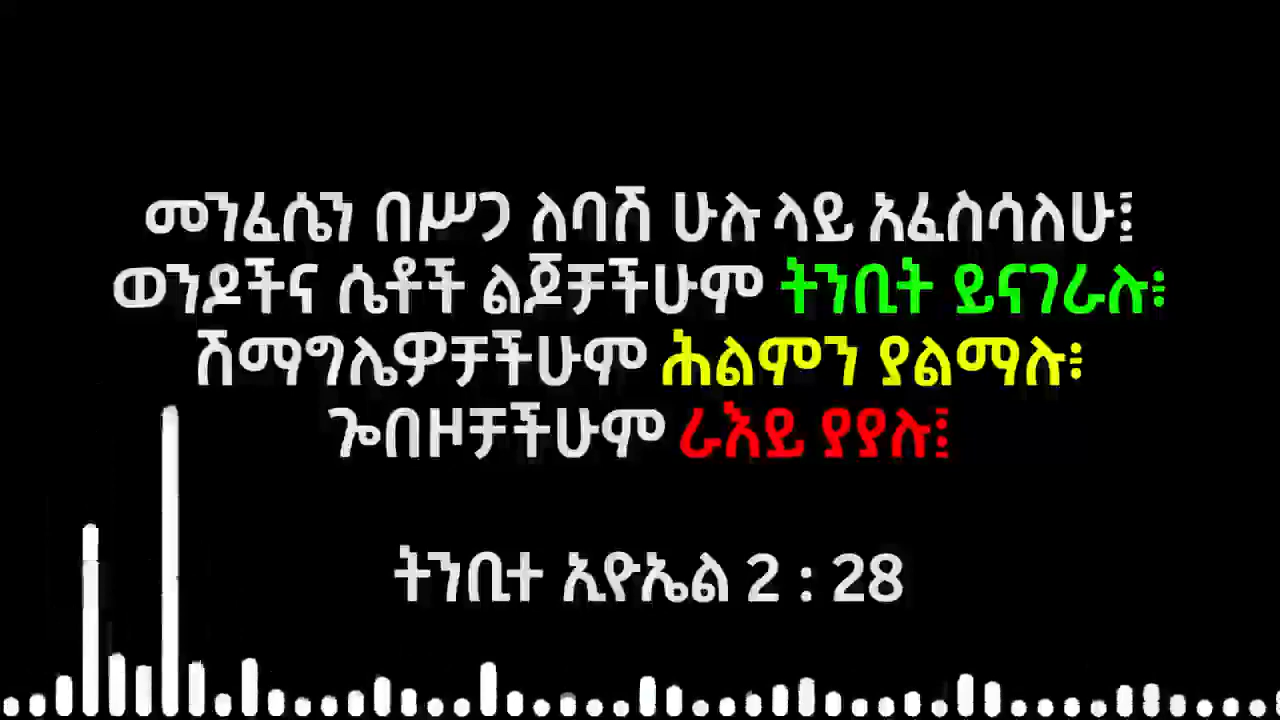 መንፈሴን በሥጋ ለባሽ ሁሉ ላይ አፈስሳለሁ፤
ወንዶችና ሴቶች ልጆቻችሁም ትንቢት ይናገራሉ፥
ሽማግሌዎቻችሁም ሕልምን ያልማሉ፥
ጐበዞቻችሁም ራእይ ያያሉ፤
ትንቢተ ኢዮኤል 2 : 28